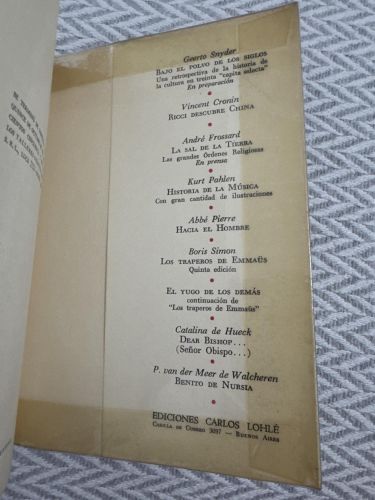 SE TERMINÓ
Geerto Snyder
BAJO EL POLVO DE LOS SIGLOS
Una retrospectiva de la historia de
la cultura en treinta "capita selecta"
En preparación
Vincent Cronin
RICCI DESCUBRE CHINA
André Frossard
LA SAL DE LA TIERRA
Las grandes Órdenes Religiosas
En prensa
Kurt Pahlen
HISTORIA DE LA MÚSICA
Con gran cantidad de ilustraciones
Abbé Pierre
HACIA EL HOMBRE
Boris Simon
LOS TRAPEROS DE EMMAÜS
Quinta edición
EL YUGO DE LOS DEMÁS
continuación de
"Los traperos de Emmaüs"
Catalina de Hueck
DEAR BISHOP...
(Señor Obispo...)
P. van der Meer de Walcheren
BENITO DE NURSIA
EDICIONES CARLOS LOHLÉ
CASILLA DE CORREO 3097 — BUENOS AIRES